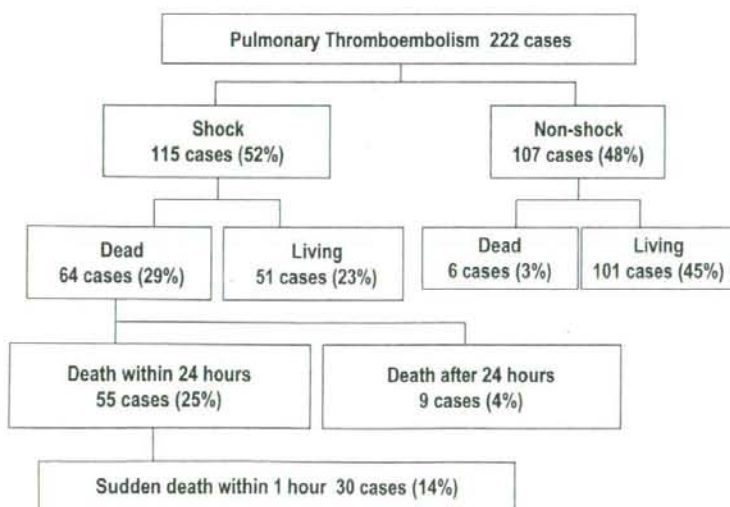 Pulmonary Thromboembolism 222 cases
Shock
115 cases (52%)
Non-shock
107 cases (48%)
Dead
64 cases (29%)
Living
51 cases (23%)
Dead
6 cases (3%)
Living
101 cases (45%)
Death within 24 hours
55 cases (25%)
Death after 24 hours
9 cases (4%)
Sudden death within 1 hour 30 cases (14%)